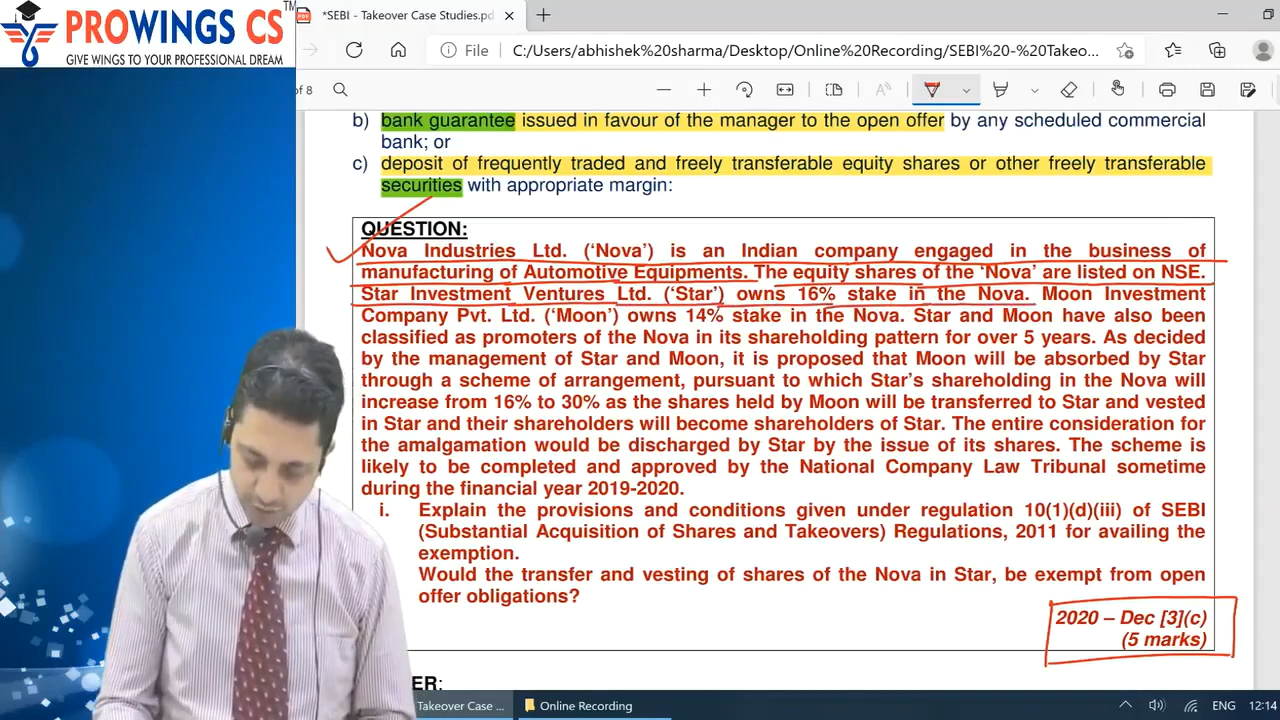 TM
PROWINGS CS
GIVE WINGS TO YOUR PROFESSIONAL DREAM
*SEBI - Takeover Case Studies.pd
File
C:/Users/abhishek%20sharma/Desktop/Online%20Recording/SEBI%20-%20Takeo...
of 8
b) bank guarantee issued in favour of the manager to the open offer by any scheduled commercial
bank; or
c) deposit of frequently traded and freely transferable equity shares or other freely transferable
securities with appropriate margin:
QUESTION:
Nova Industries Ltd. (‘Nova’) is an Indian company engaged in the business of
manufacturing of Automotive Equipments. The equity shares of the ‘Nova’ are listed on NSE.
Star Investment Ventures Ltd. (‘Star’) owns 16% stake in the Nova. Moon Investment
Company Pvt. Ltd. (‘Moon’) owns 14% stake in the Nova. Star and Moon have also been
classified as promoters of the Nova in its shareholding pattern for over 5 years. As decided
by the management of Star and Moon, it is proposed that Moon will be absorbed by Star
through a scheme of arrangement, pursuant to which Star’s shareholding in the Nova will
increase from 16% to 30% as the shares held by Moon will be transferred to Star and vested
in Star and their shareholders will become shareholders of Star. The entire consideration for
the amalgamation would be discharged by Star by the issue of its shares. The scheme is
likely to be completed and approved by the National Company Law Tribunal sometime
during the financial year 2019-2020.
i. Explain the provisions and conditions given under regulation 10(1)(d)(iii) of SEBI
(Substantial Acquisition of Shares and Takeovers) Regulations, 2011 for availing the
exemption.
Would the transfer and vesting of shares of the Nova in Star, be exempt from open
offer obligations?
2020 – Dec [3](c)
(5 marks)
ER:
Takeover Case ...
Online Recording
ENG
12:14